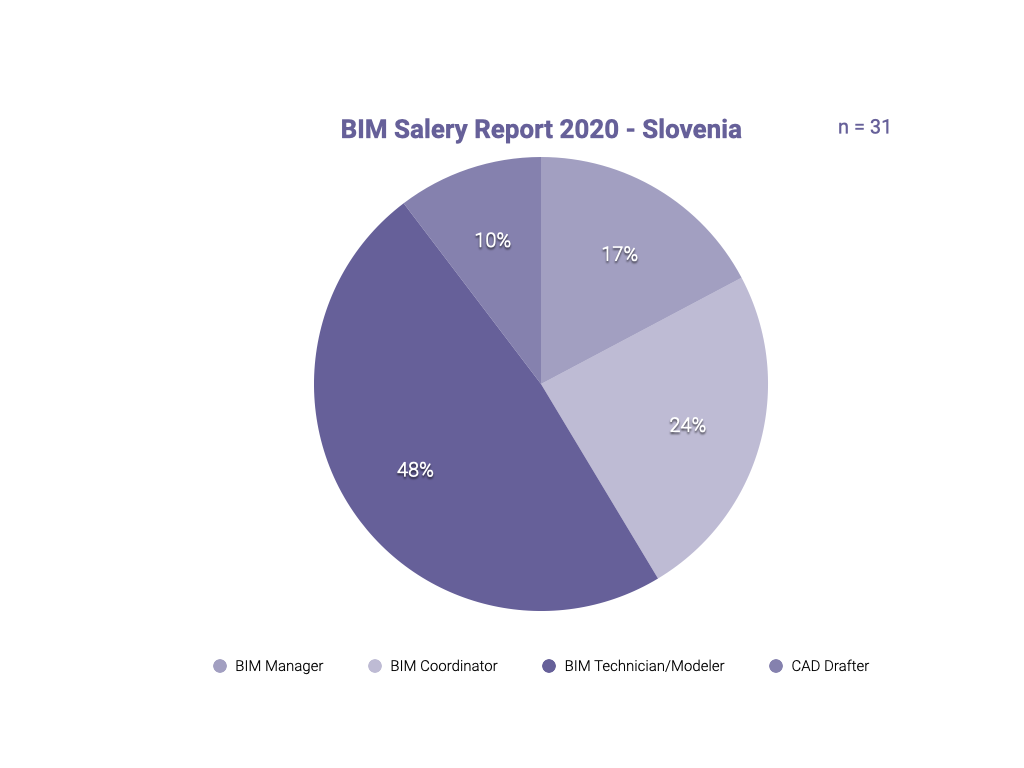 BIM Salery Report 2020 - Slovenia
n = 31
10%
17%
24%
48%
BIM Manager
BIM Coordinator
BIM Technician/Modeler
CAD Drafter